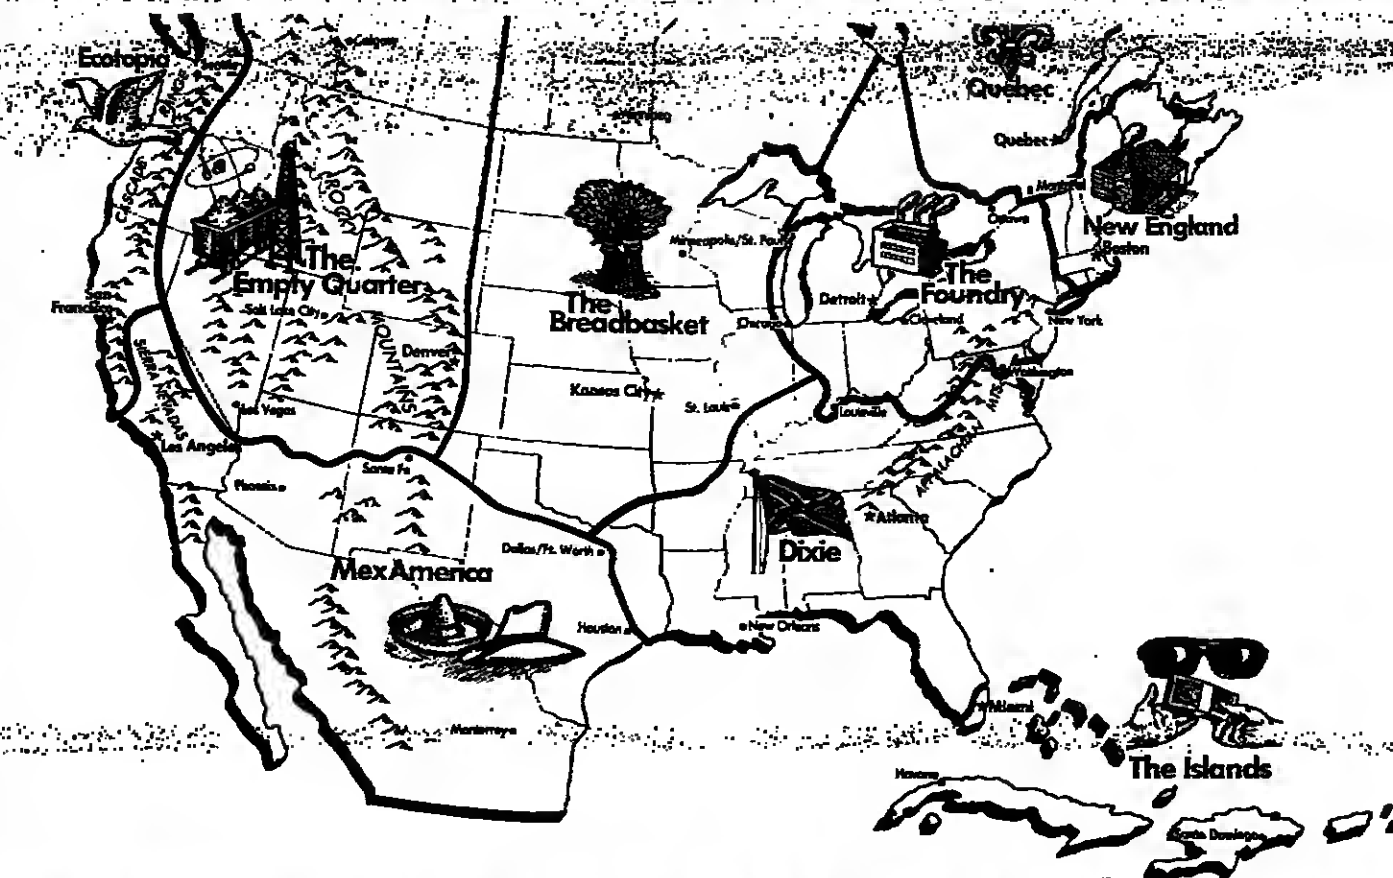 Ecotopia
Calgary
Seattle
Quebec
Winnipeg
Quebec
Montreal
Ottawa
CASCADE
ROCKY
New England
Boston
Minneapolis/St. Paul
The
Empty Quarter
San
Francisco
Salt Lake City
The
Breadbasket
The
Foundry
Detroit
Cleveland
Chicago
New York
SIERRA NEVADAS
MOUNTAINS
Denver
Washington
Kansas City
St. Louis
Louisville
Las Vegas
Los Angeles
Santa Fe
APPALACHIAN
MTNS
Phoenix
Atlanta
Dallas/Ft. Worth
Dixie
MexAmerica
Houston
New Orleans
Miami
Monterrey
The Islands
Havana
Santo Domingo